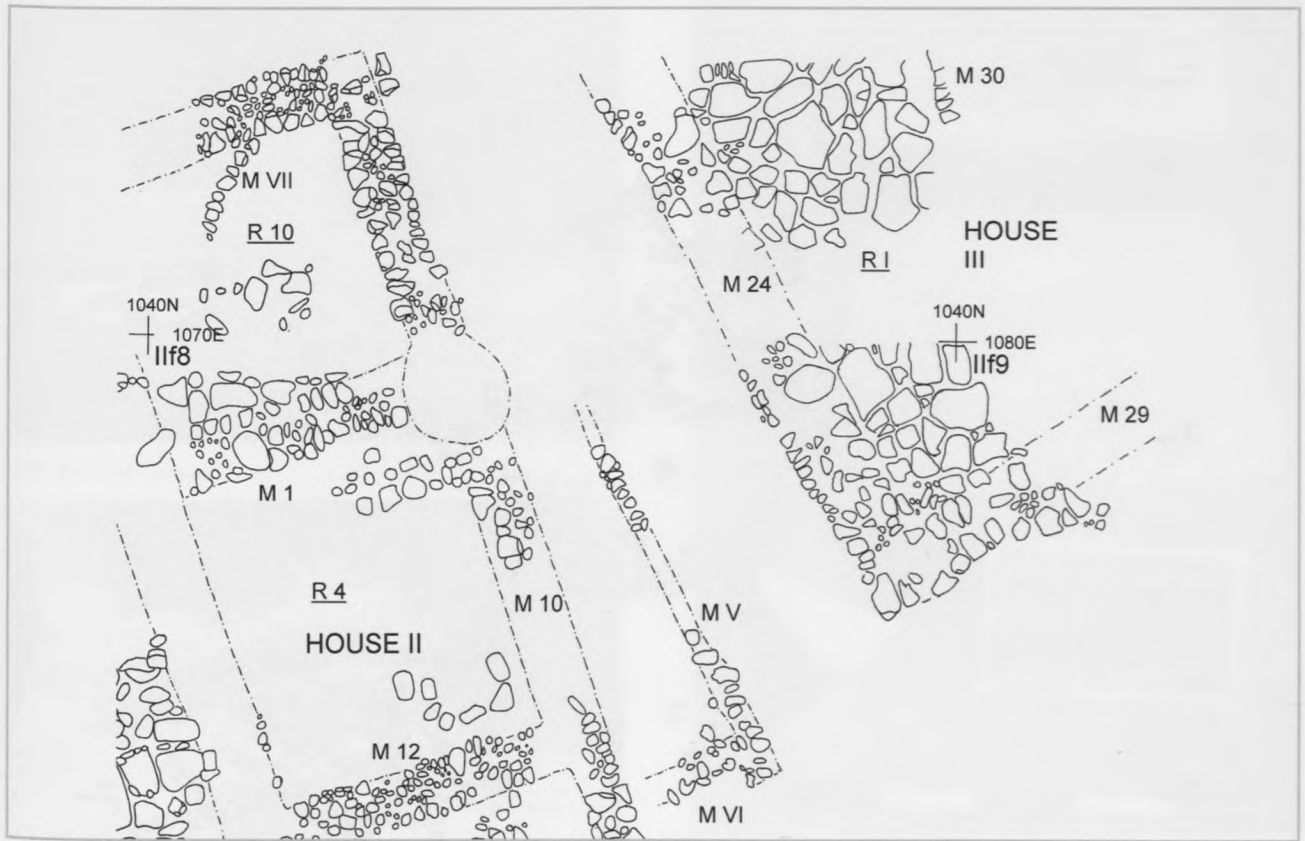 M 30
M VII
R 10
HOUSE
III
R I
M 24
1040N
1070E
IIf8
1040N
1080E
IIf9
M 29
M 1
R 4
M 10
M V
HOUSE II
M 12
M VI